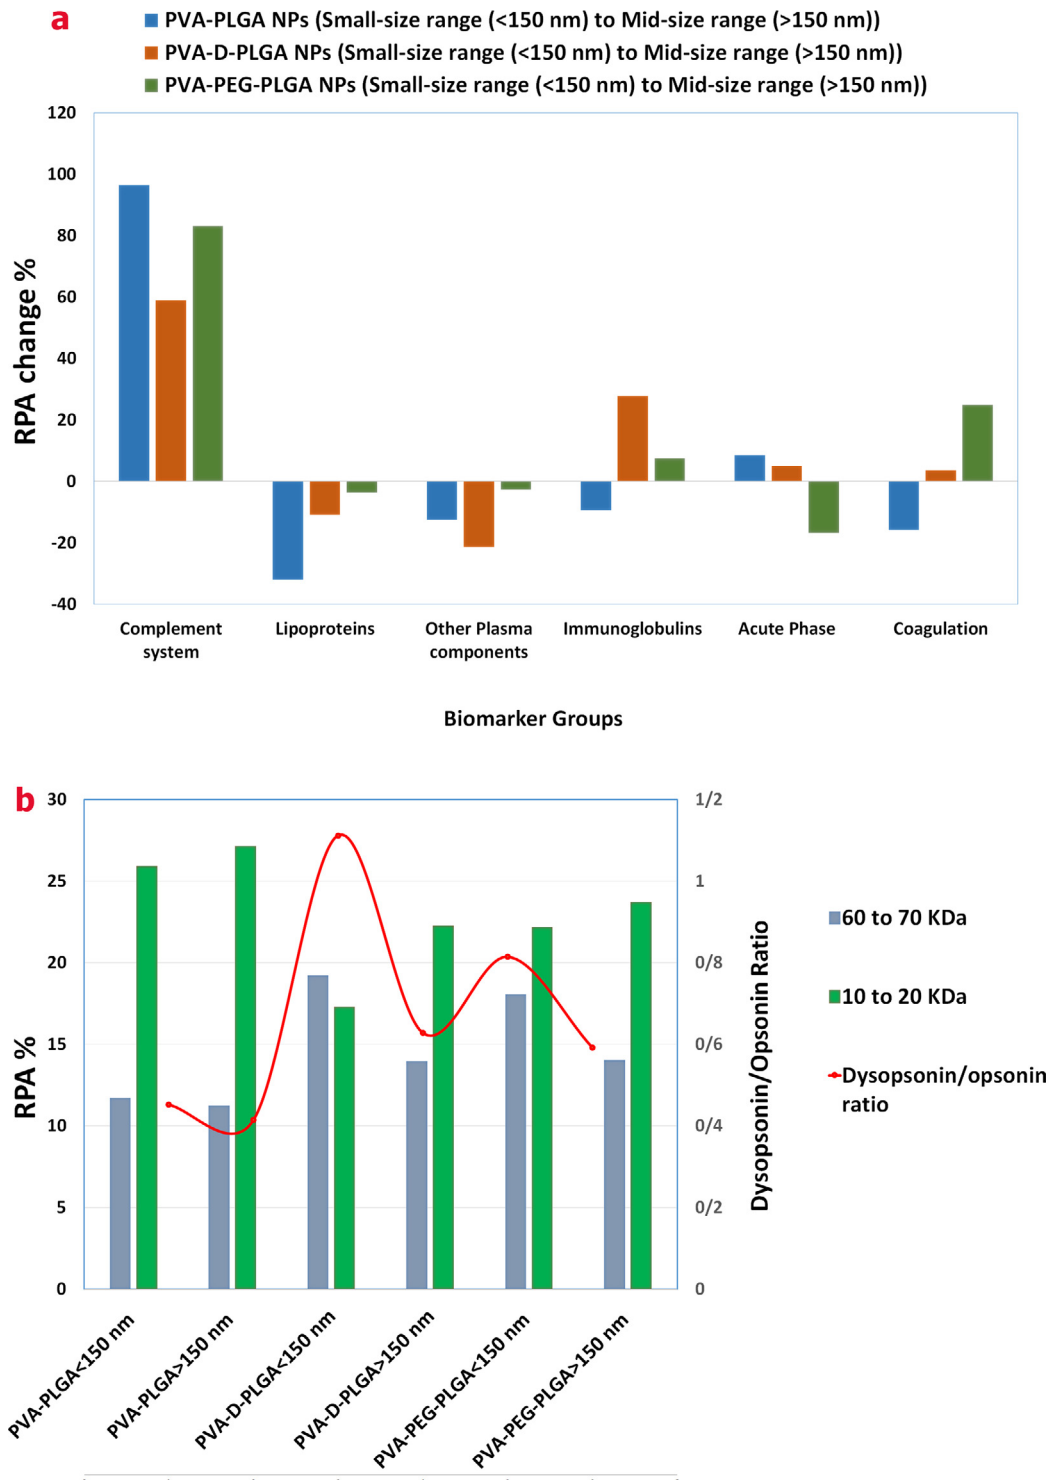 a
PVA-PLGA NPs (Small-size range (<150 nm) to Mid-size range (>150 nm))
PVA-D-PLGA NPs (Small-size range (<150 nm) to Mid-size range (>150 nm))
PVA-PEG-PLGA NPs (Small-size range (<150 nm) to Mid-size range (>150 nm))
120
100
80
60
40
20
0
-20
-40
RPA change %
Complement system
Lipoproteins
Other Plasma components
Immunoglobulins
Acute Phase
Coagulation
Biomarker Groups
b
30
25
20
15
10
5
0
RPA %
1/2
1
0/8
0/6
0/4
0/2
0
Dysopsonin/Opsonin Ratio
60 to 70 KDa
10 to 20 KDa
Dysopsonin/opsonin
ratio
PVA-PLGA<150 nm
PVA-PLGA>150 nm
PVA-D-PLGA<150 nm
PVA-D-PLGA>150 nm
PVA-PEG-PLGA<150 nm
PVA-PEG-PLGA>150 nm